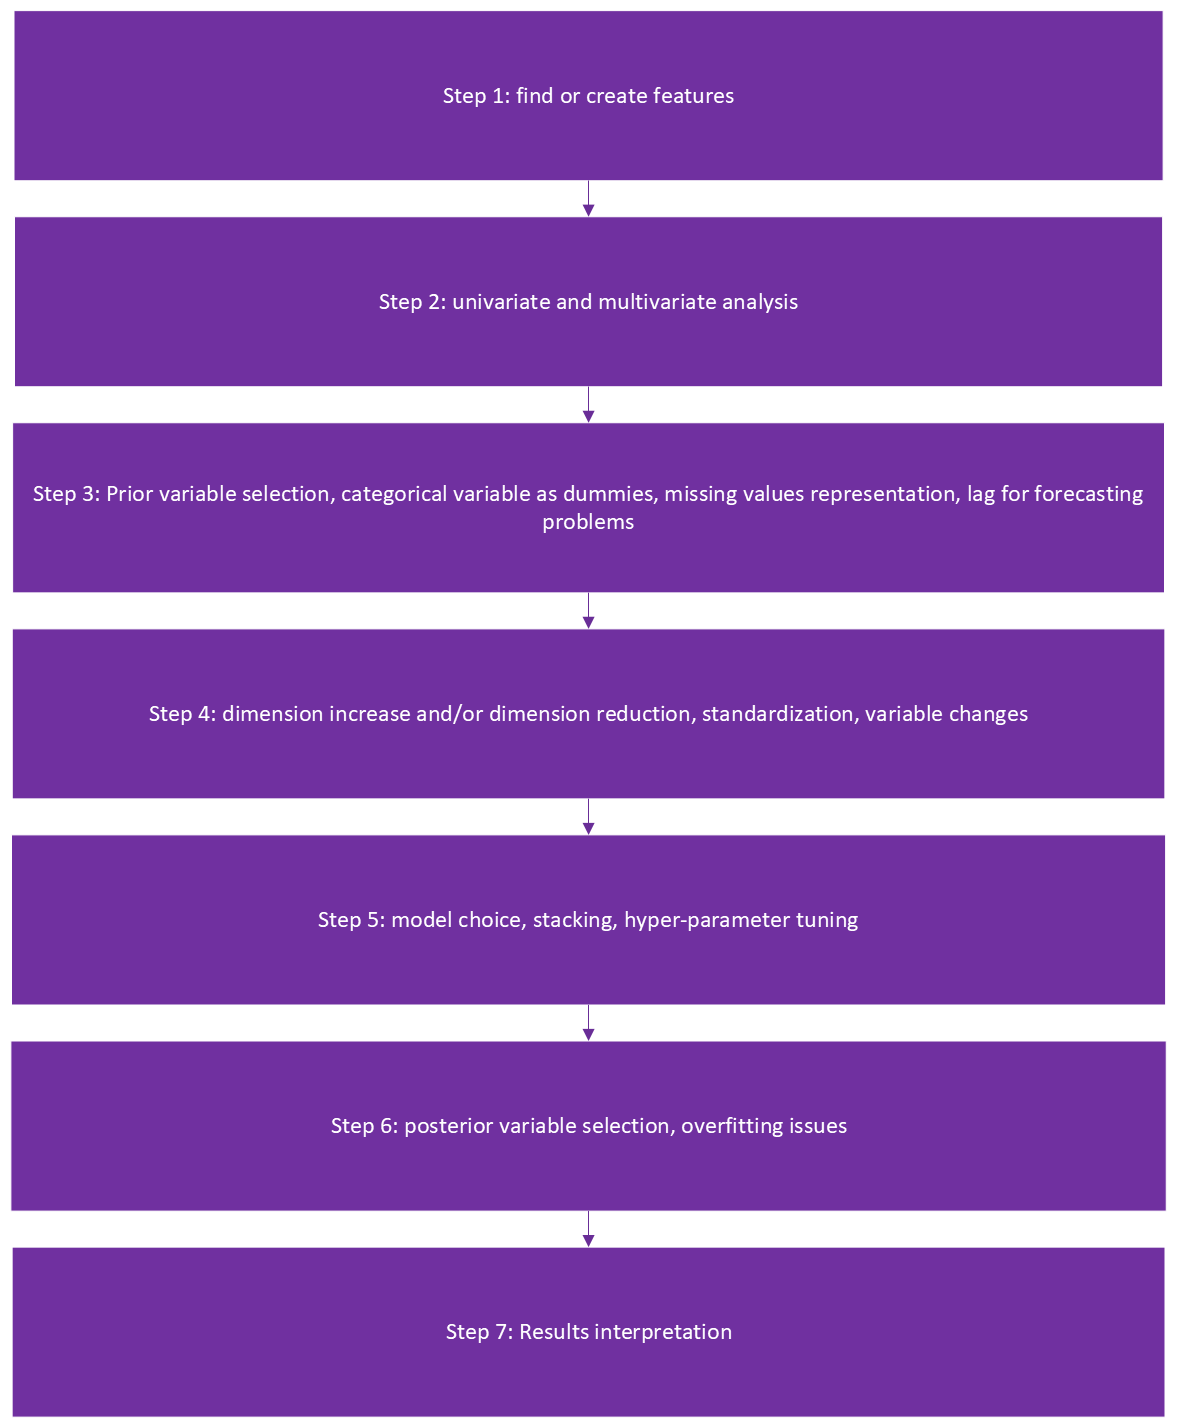 Step 1: find or create features
Step 2: univariate and multivariate analysis
Step 3: Prior variable selection, categorical variable as dummies, missing values representation, lag for forecasting
problems
Step 4: dimension increase and/or dimension reduction, standardization, variable changes
Step 5: model choice, stacking, hyper-parameter tuning
Step 6: posterior variable selection, overfitting issues
Step 7: Results interpretation